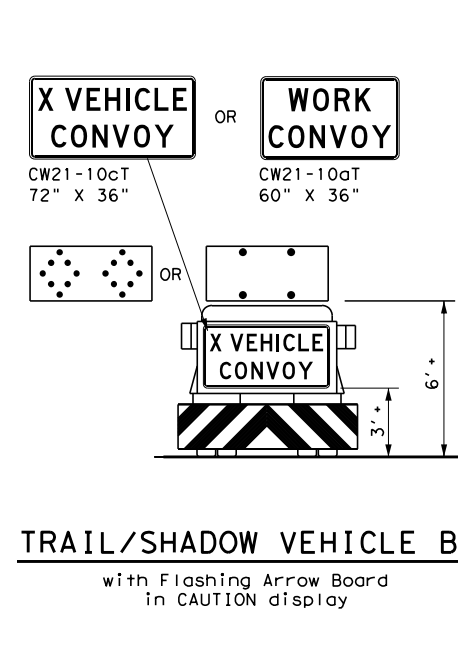 X VEHICLE
CONVOY
OR
WORK
CONVOY
CW21-10cT
72" X 36"
CW21-10aT
60" X 36"
OR
X VEHICLE
CONVOY
6' +
3' +
TRAIL/SHADOW VEHICLE B
with Flashing Arrow Board
in CAUTION display